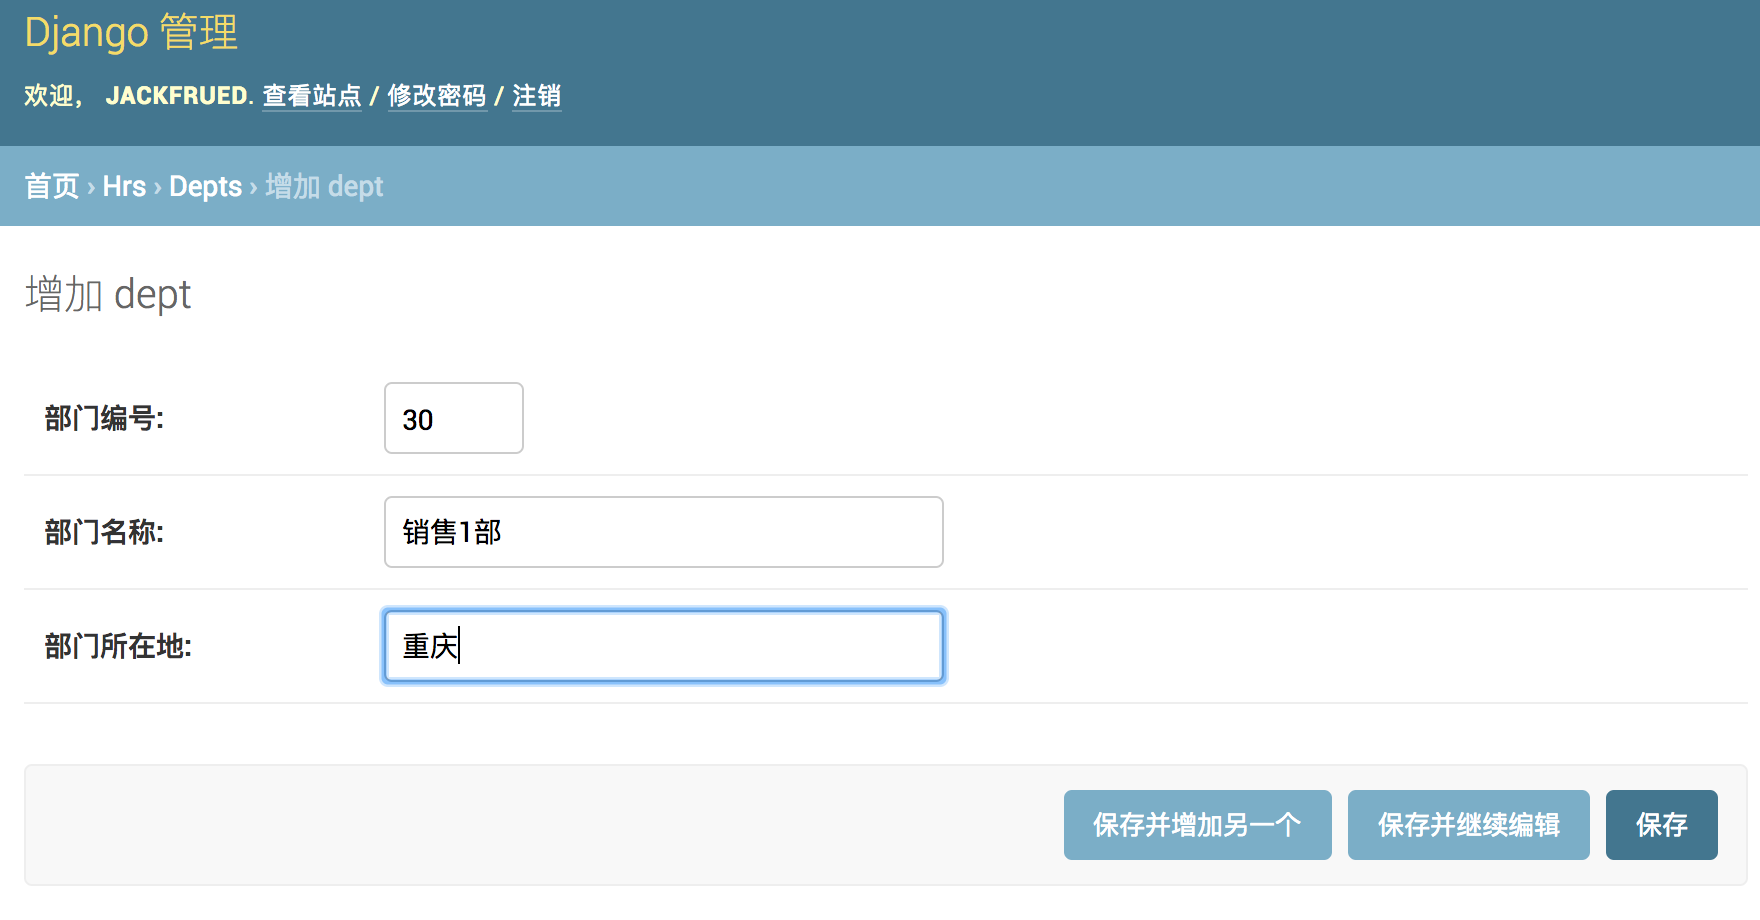 Django 管理
欢迎， JACKFRUED. 查看站点 / 修改密码 / 注销
首页 › Hrs › Depts › 增加 dept
增加 dept
部门编号: 30
部门名称: 销售1部
部门所在地: 重庆
保存并增加另一个 保存并继续编辑 保存